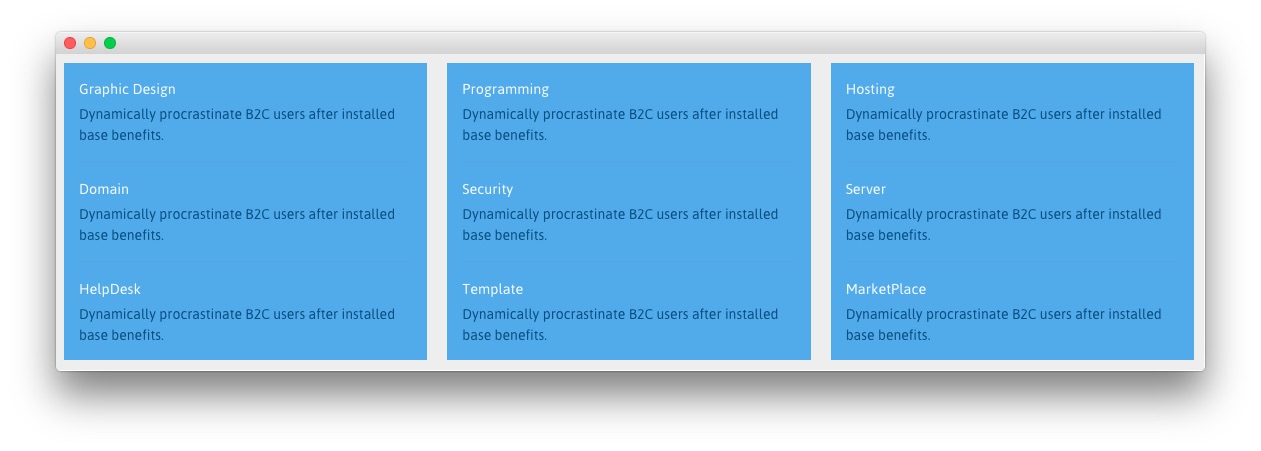 Graphic Design
Dynamically procrastinate B2C users after installed
base benefits.
Programming
Dynamically procrastinate B2C users after installed
base benefits.
Hosting
Dynamically procrastinate B2C users after installed
base benefits.
Domain
Dynamically procrastinate B2C users after installed
base benefits.
Security
Dynamically procrastinate B2C users after installed
base benefits.
Server
Dynamically procrastinate B2C users after installed
base benefits.
HelpDesk
Dynamically procrastinate B2C users after installed
base benefits.
Template
Dynamically procrastinate B2C users after installed
base benefits.
MarketPlace
Dynamically procrastinate B2C users after installed
base benefits.